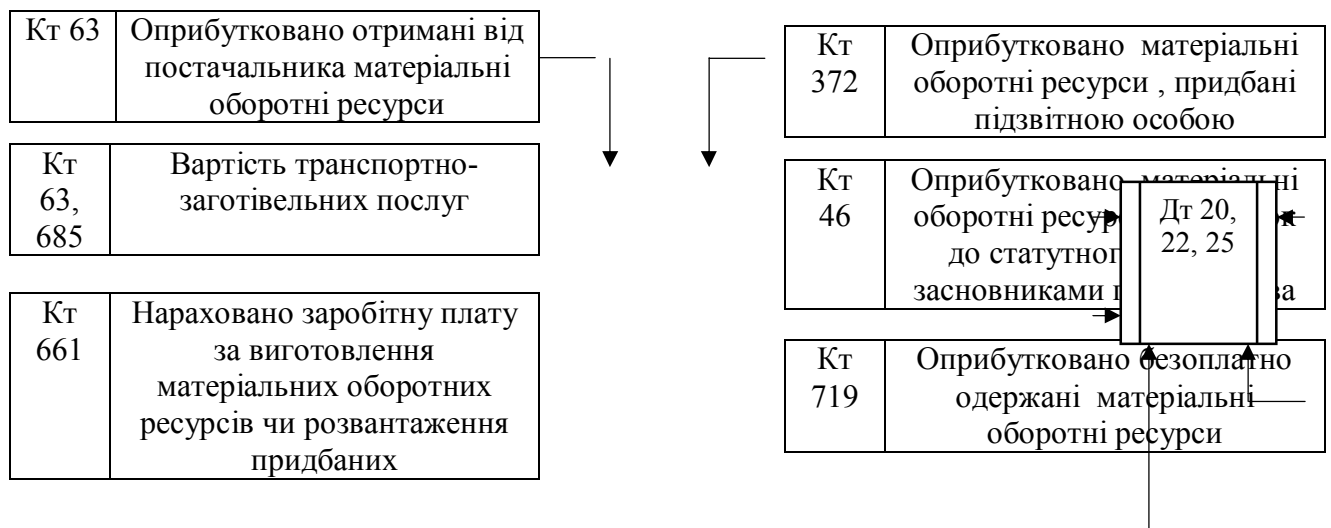 Кт 63
Оприбутковано отримані від
постачальника матеріальні
оборотні ресурси
Кт
63,
685
Вартість транспортно-
заготівельних послуг
Кт
661
Нараховано заробітну плату
за виготовлення
матеріальних оборотних
ресурсів чи розвантаження
придбаних
Кт
372
Оприбутковано матеріальні
оборотні ресурси , придбані
підзвітною особою
Кт
46
Оприбутковано матеріальні
оборотні
до
засновниками
Дт 20,
22, 25
Кт
719
Оприбутковано безоплатно
одержані матеріальні
оборотні ресурси